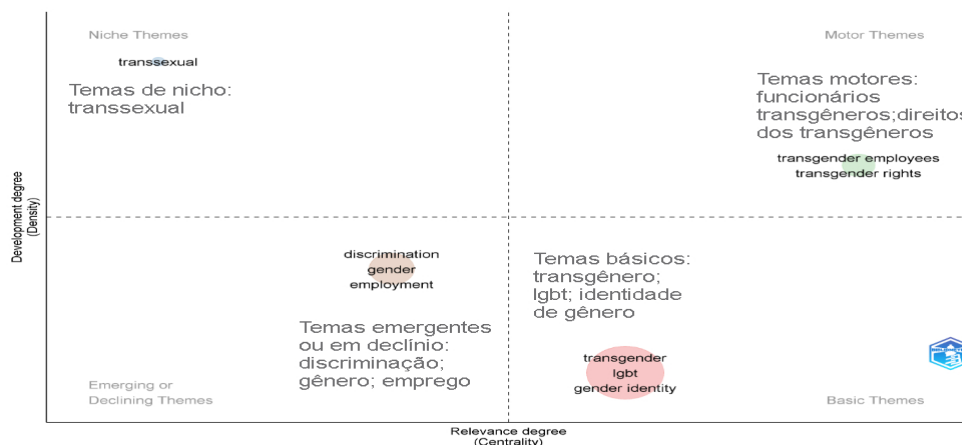 Niche Themes
transsexual
Temas de nicho:
transsexual
Motor Themes
Temas motores:
funcionários
transgêneros;direitos
dos transgêneros
transgender employees
transgender rights
Development degree
(Density)
discrimination
gender
employment
Temas emergentes
ou em declínio:
discriminação;
gênero; emprego
Emerging or
Declining Themes
Temas básicos:
transgênero;
lgbt; identidade
de gênero
transgender
lgbt
gender identity
Basic Themes
Relevance degree
(Centrality)